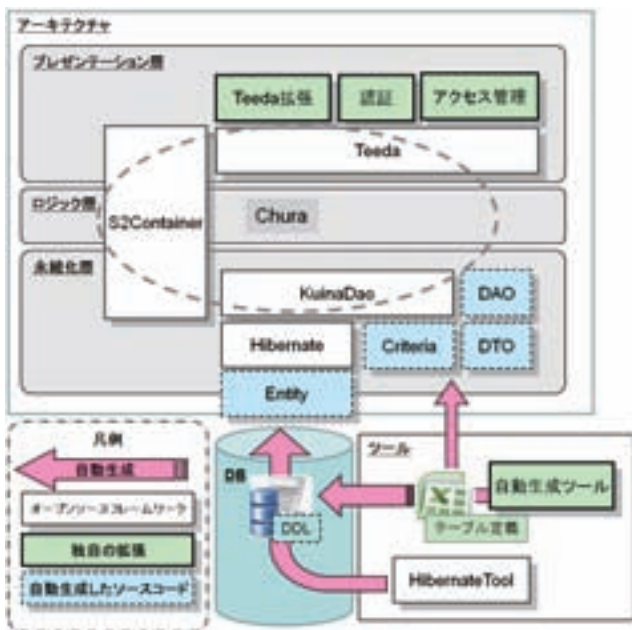 アーキテクチャ
プレゼンテーション層
Teeda拡張
認証
アクセス管理
Teeda
S2Container
ロジック層
Chura
永続化層
KuinaDao
DAO
Hibernate
Criteria
DTO
Entity
凡例
自動生成
オープンソースフレームワーク
独自の拡張
自動生成したソースコード
DB
DDL
ツール
自動生成ツール
テーブル定義
HibernateTool